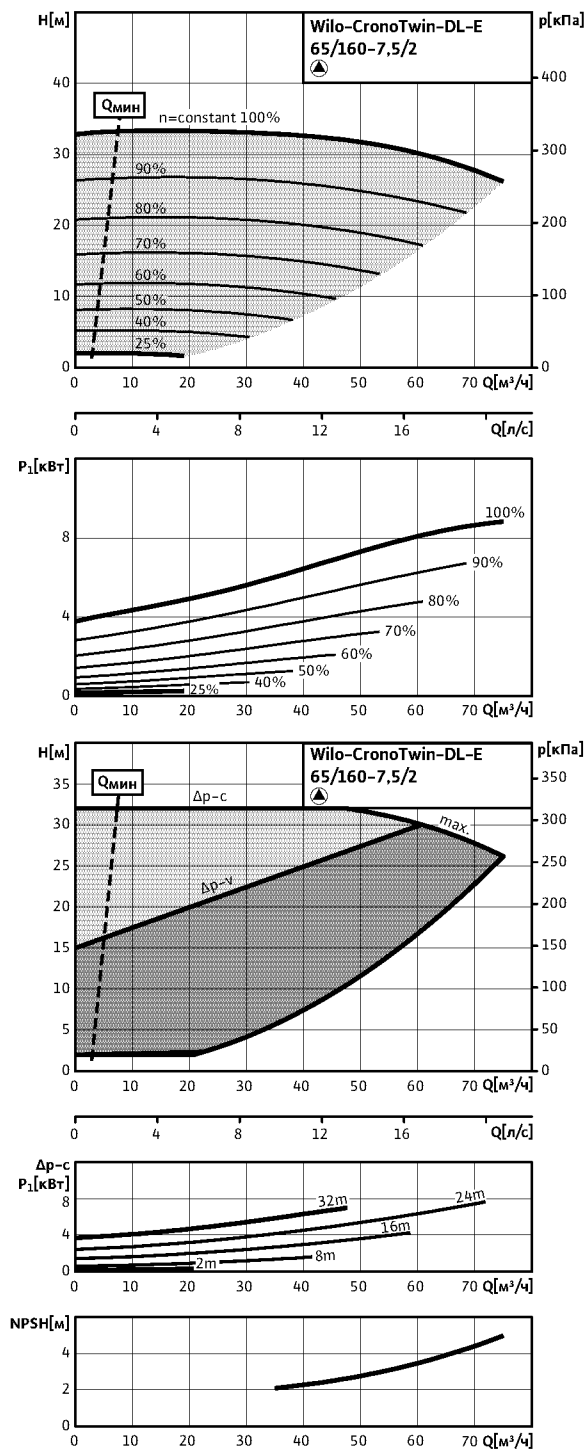 H[м]
p[кПа]
Wilo-CronoTwin-DL-E
65/160-7,5/2
40
400
Qмин
n=constant 100%
30
300
90%
20
80%
200
70%
60%
10
50%
100
40%
25%
0
0
0 10 20 30 40 50 60 70 Q[м³/ч]
0 4 8 12 16 Q[л/с]
P₁[кВт]
8
100%
90%
4
80%
70%
60%
50%
40%
25%
0
0 10 20 30 40 50 60 70 Q[м³/ч]
H[м]
p[кПа]
Wilo-CronoTwin-DL-E
65/160-7,5/2
35
350
Qмин
Δp-c
max.
30
300
25
250
20
Δp-v
200
15
150
10
100
5
50
0
0
0 10 20 30 40 50 60 70 Q[м³/ч]
0 4 8 12 16 Q[л/с]
Δp-c
P₁[кВт]
8
32m
24m
4
16m
2m
8m
0
0 10 20 30 40 50 60 70 Q[м³/ч]
NPSH[м]
4
2
0
0 10 20 30 40 50 60 70 Q[м³/ч]